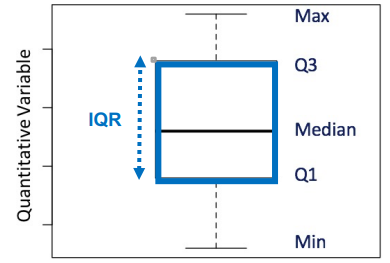 Quantitative Variable
Max
Q3
IQR
Median
Q1
Min